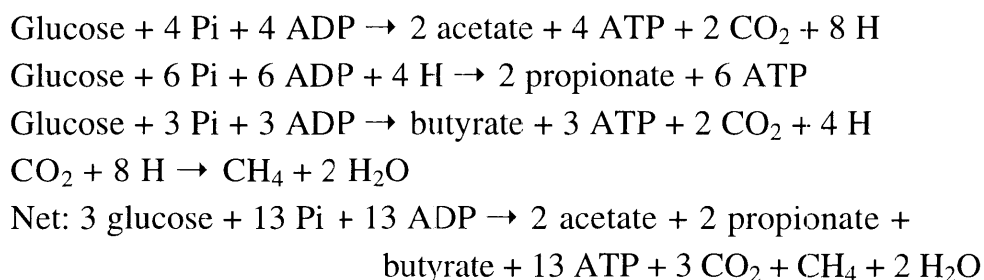 Glucose + 4 Pi + 4 ADP → 2 acetate + 4 ATP + 2 CO₂ + 8 H
Glucose + 6 Pi + 6 ADP + 4 H → 2 propionate + 6 ATP
Glucose + 3 Pi + 3 ADP → butyrate + 3 ATP + 2 CO₂ + 4 H
CO₂ + 8 H → CH₄ + 2 H₂O
Net: 3 glucose + 13 Pi + 13 ADP → 2 acetate + 2 propionate +
butyrate + 13 ATP + 3 CO₂ + CH₄ + 2 H₂O